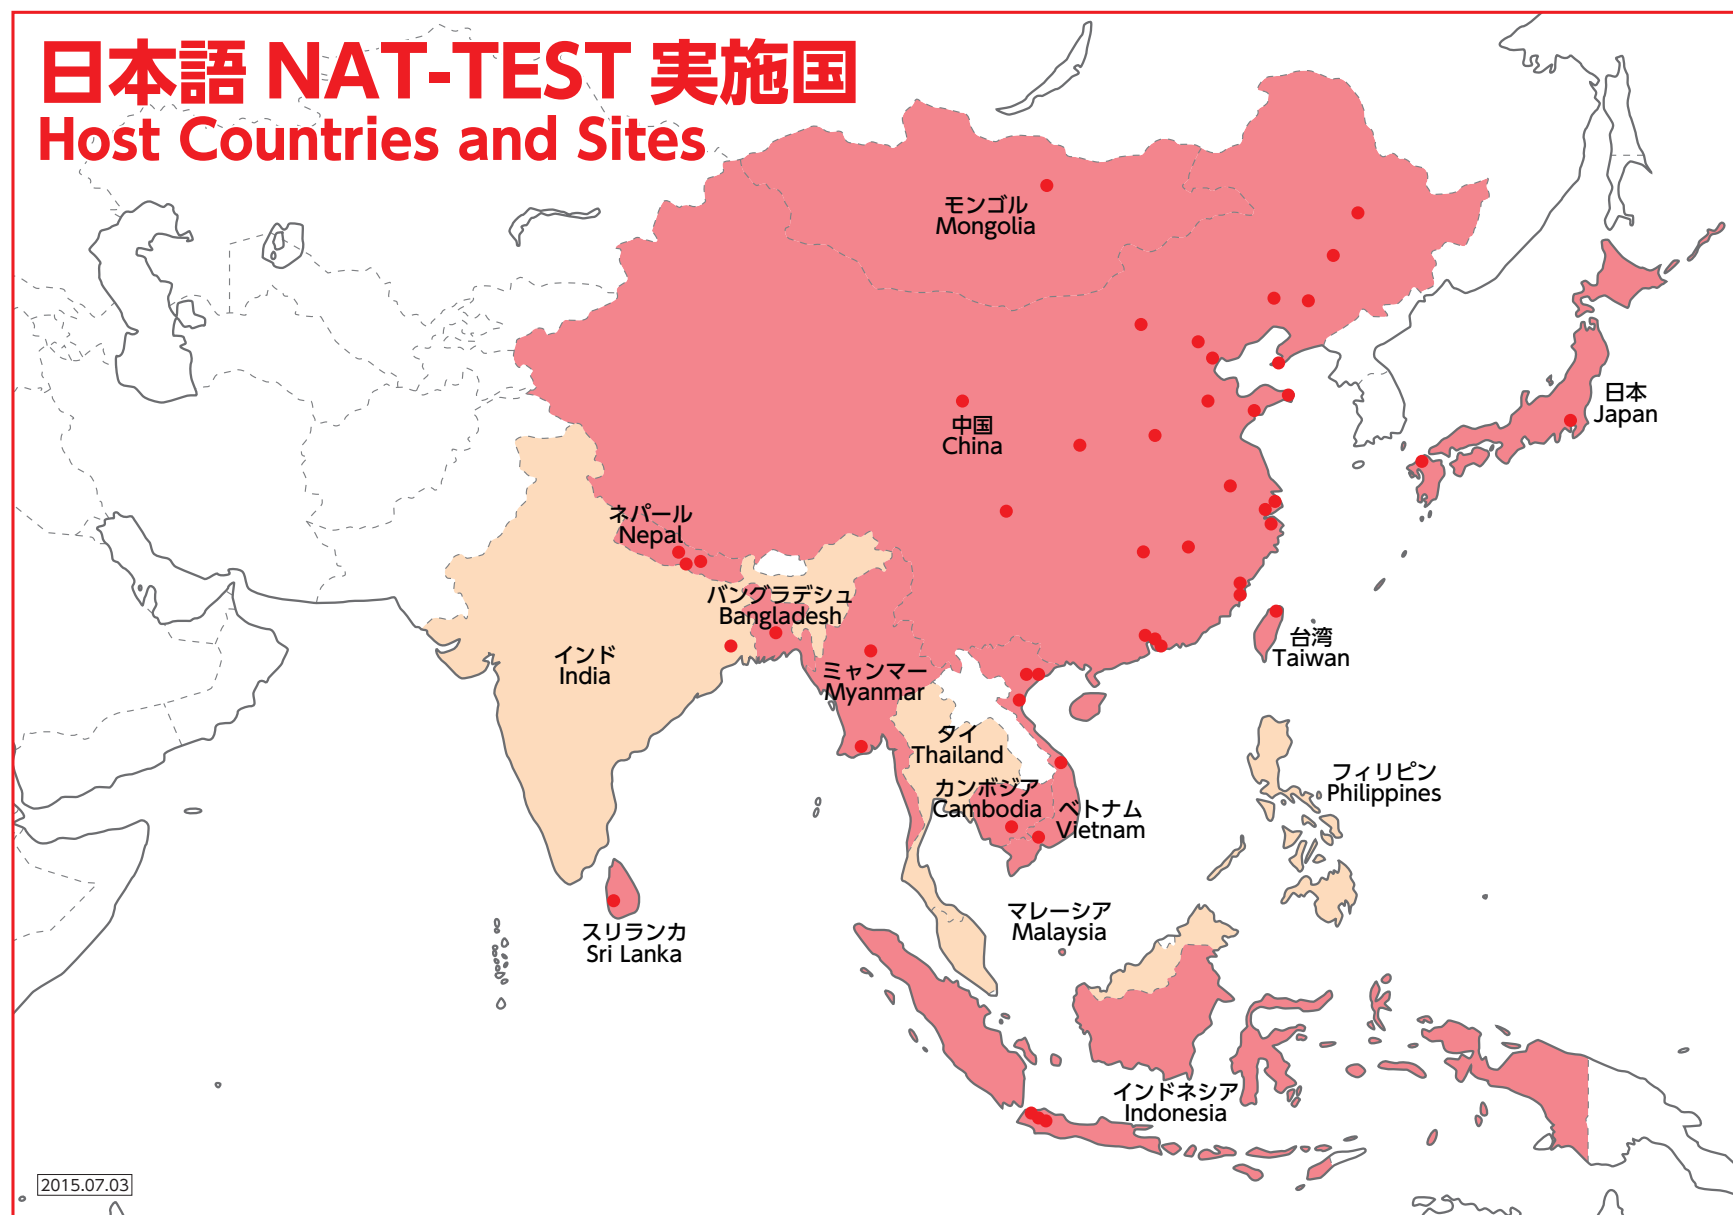 日本語 NAT-TEST 実施国
Host Countries and Sites
モンゴル
Mongolia
日本
Japan
中国
China
ネパール
Nepal
バングラデシュ
Bangladesh
インド
India
台湾
Taiwan
ミャンマー
Myanmar
タイ
Thailand
カンボジア
Cambodia
ベトナム
Vietnam
フィリピン
Philippines
スリランカ
Sri Lanka
マレーシア
Malaysia
インドネシア
Indonesia
2015.07.03